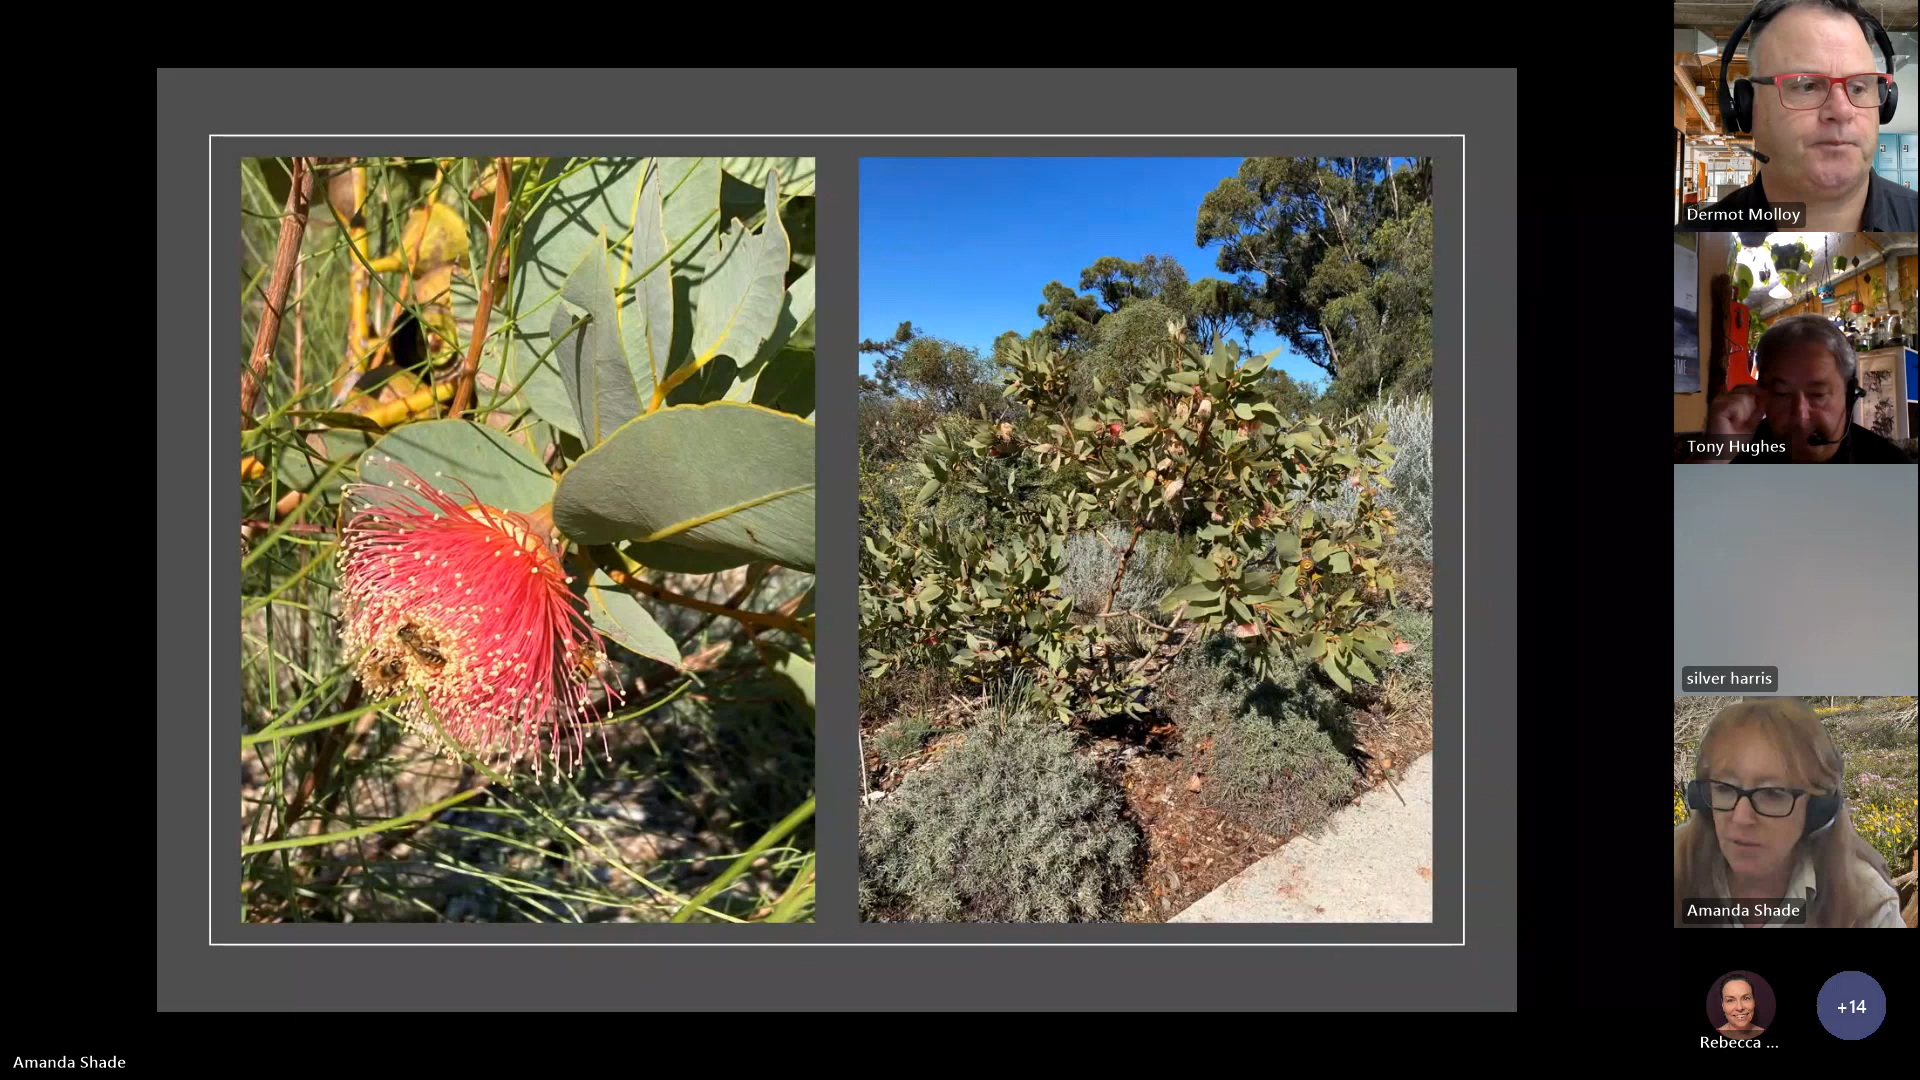 Dermot Molloy
Tony Hughes
silver harris
Amanda Shade
+14
Rebecca ...
Amanda Shade